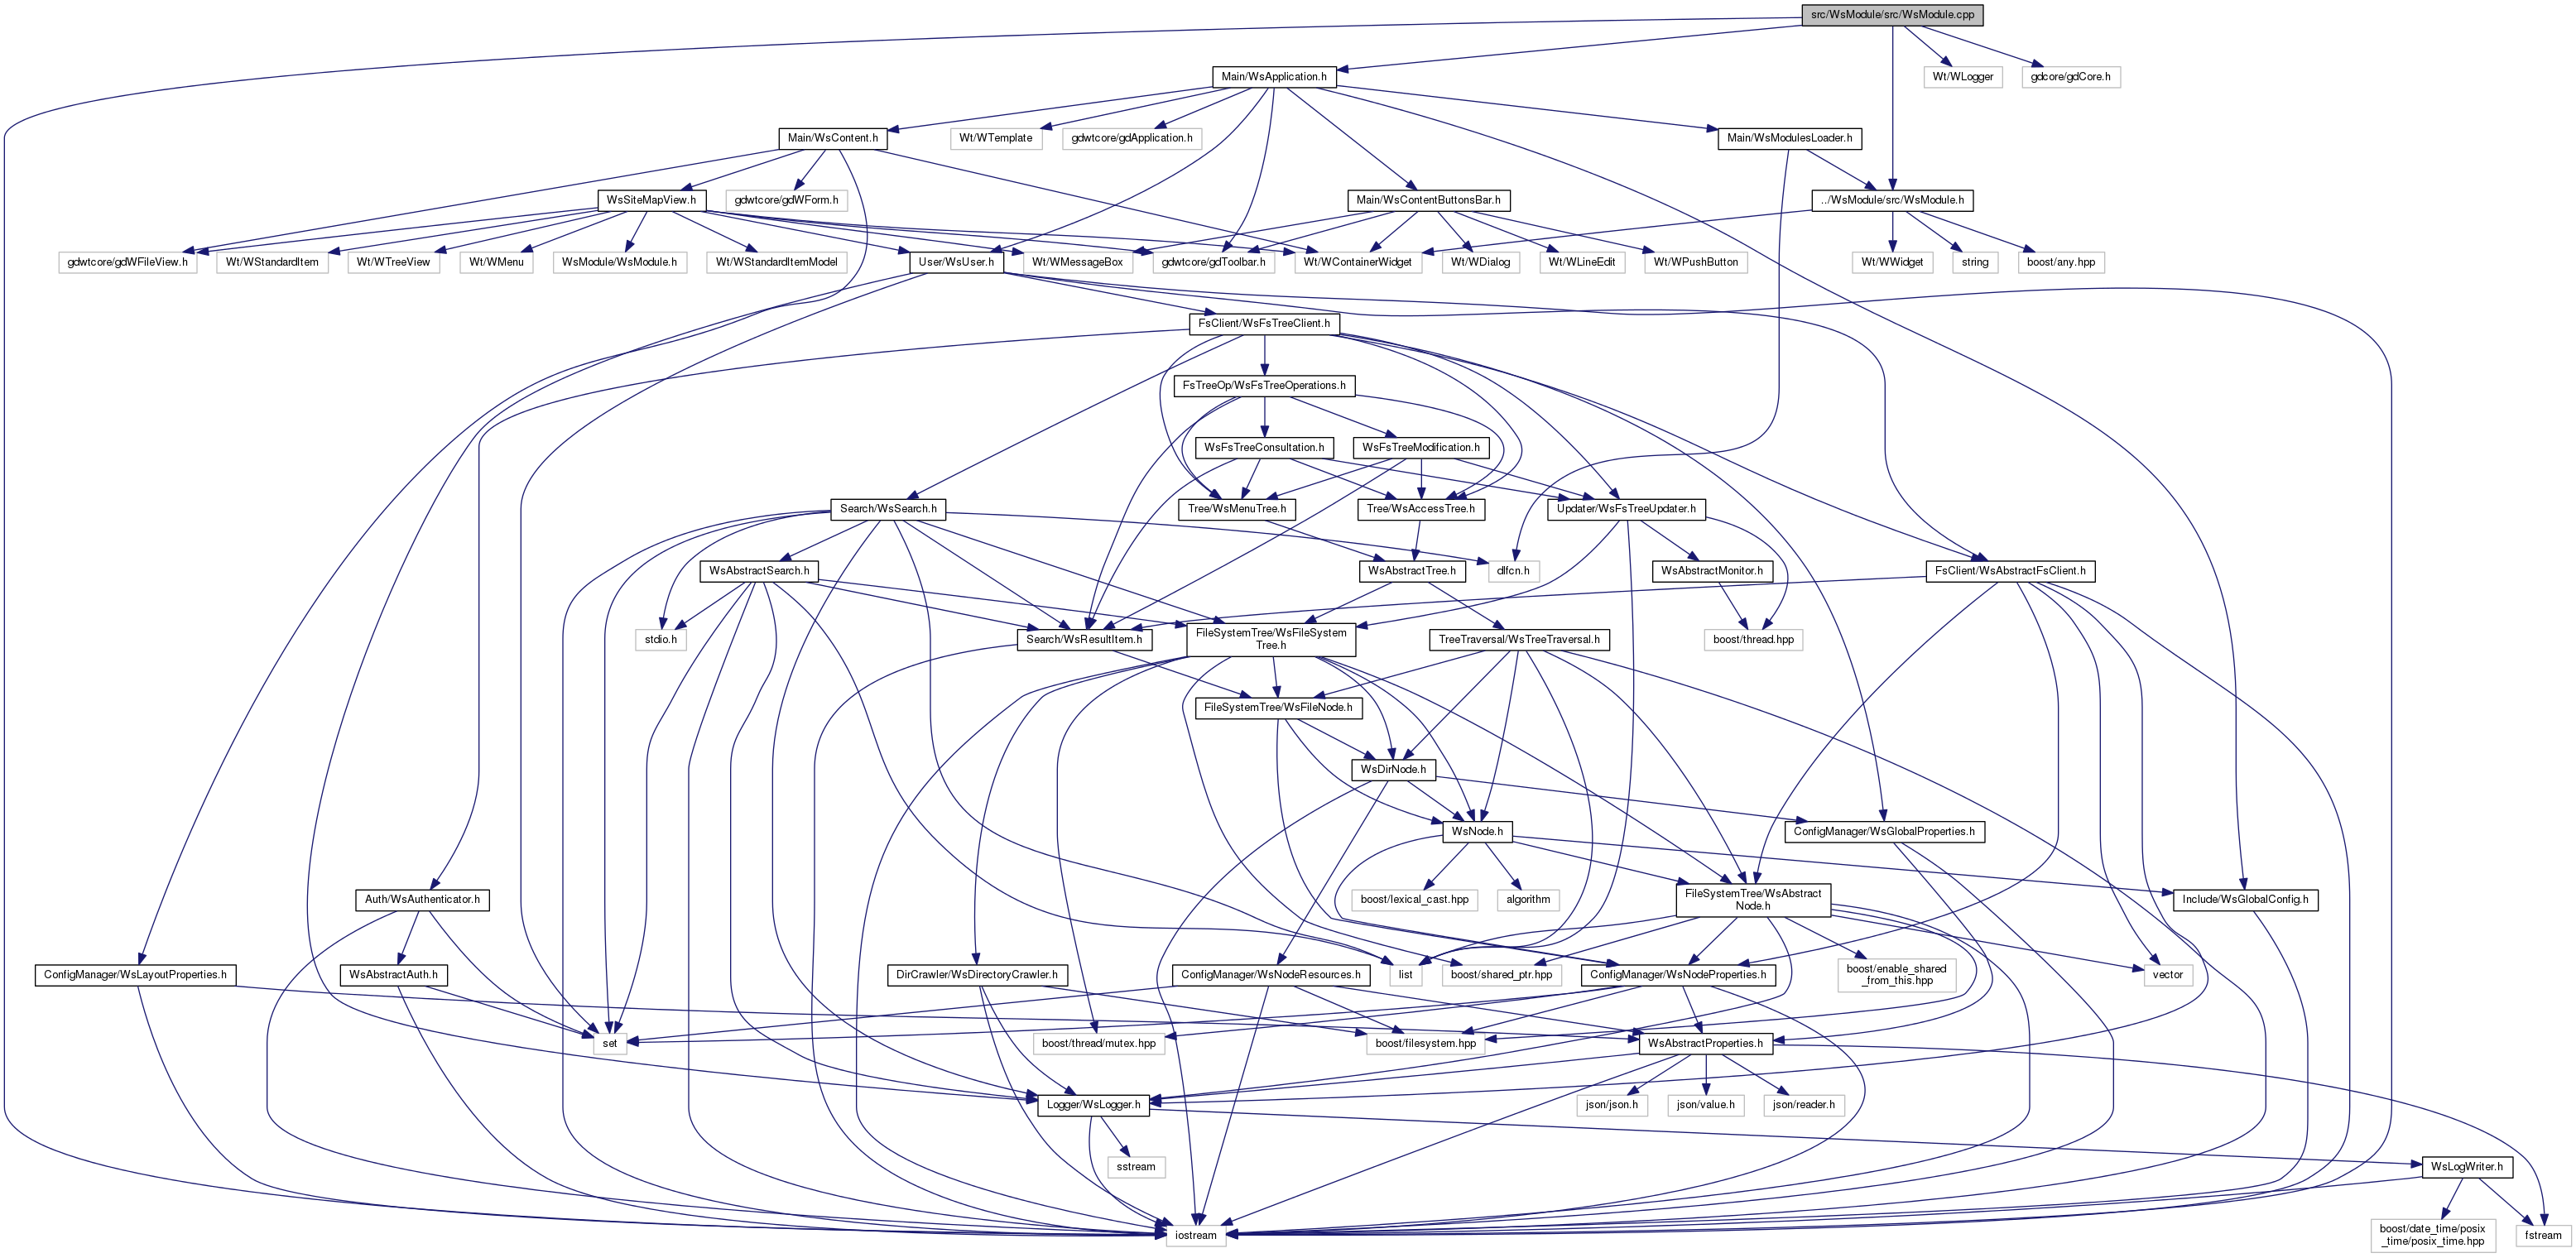 src/WsModule/src/WsModule.cpp
Main/WsApplication.h
Wt/WLogger
gdcore/gdCore.h
Main/WsContent.h
Wt/WTemplate
gdwtcore/gdApplication.h
Main/WsModulesLoader.h
WsSiteMapView.h
gdwtcore/gdWForm.h
Main/WsContentButtonsBar.h
../WsModule/src/WsModule.h
gdwtcore/gdWFileView.h
Wt/WStandardItem
Wt/WTreeView
Wt/WMenu
WsModule/WsModule.h
Wt/WStandardItemModel
User/WsUser.h
Wt/WMessageBox
gdwtcore/gdToolbar.h
Wt/WContainerWidget
Wt/WDialog
Wt/WLineEdit
Wt/WPushButton
Wt/WWidget
string
boost/any.hpp
FsClient/WsFsTreeClient.h
FsTreeOp/WsFsTreeOperations.h
WsFsTreeConsultation.h
WsFsTreeModification.h
Search/WsSearch.h
Tree/WsMenuTree.h
Tree/WsAccessTree.h
Updater/WsFsTreeUpdater.h
WsAbstractSearch.h
WsAbstractTree.h
dlfcn.h
WsAbstractMonitor.h
FsClient/WsAbstractFsClient.h
stdio.h
Search/WsResultItem.h
FileSystemTree/WsFileSystem
Tree.h
TreeTraversal/WsTreeTraversal.h
boost/thread.hpp
FileSystemTree/WsFileNode.h
WsDirNode.h
WsNode.h
ConfigManager/WsGlobalProperties.h
Auth/WsAuthenticator.h
boost/lexical_cast.hpp
algorithm
FileSystemTree/WsAbstract
Node.h
Include/WsGlobalConfig.h
ConfigManager/WsLayoutProperties.h
WsAbstractAuth.h
DirCrawler/WsDirectoryCrawler.h
ConfigManager/WsNodeResources.h
list
boost/shared_ptr.hpp
ConfigManager/WsNodeProperties.h
boost/enable_shared
_from_this.hpp
vector
set
boost/thread/mutex.hpp
boost/filesystem.hpp
WsAbstractProperties.h
Logger/WsLogger.h
json/json.h
json/value.h
json/reader.h
sstream
WsLogWriter.h
iostream
boost/date_time/posix
_time/posix_time.hpp
fstream